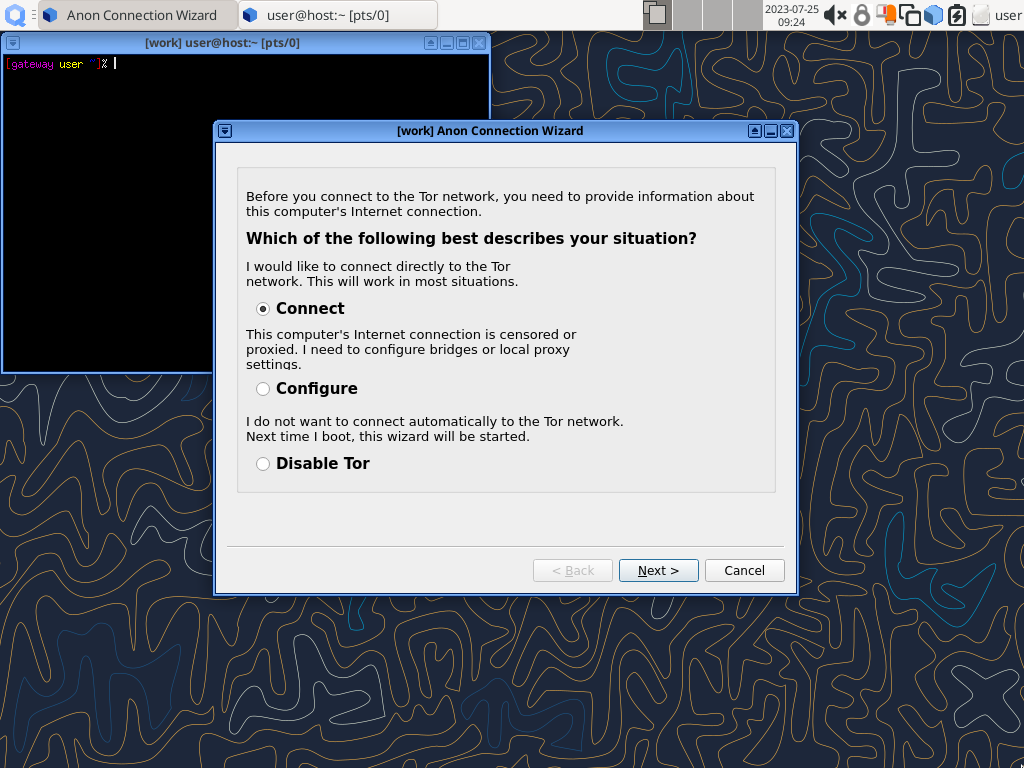 Anon Connection Wizard
user@host:~ [pts/0]
2023-07-25
09:24
user
[work] user@host:~ [pts/0]
[gateway user ~]%
[work] Anon Connection Wizard
Before you connect to the Tor network, you need to provide information about
this computer's Internet connection.
Which of the following best describes your situation?
I would like to connect directly to the Tor
network. This will work in most situations.
Connect
This computer's Internet connection is censored or
proxied. I need to configure bridges or local proxy
settings.
Configure
I do not want to connect automatically to the Tor network.
Next time I boot, this wizard will be started.
Disable Tor
< Back
Next >
Cancel